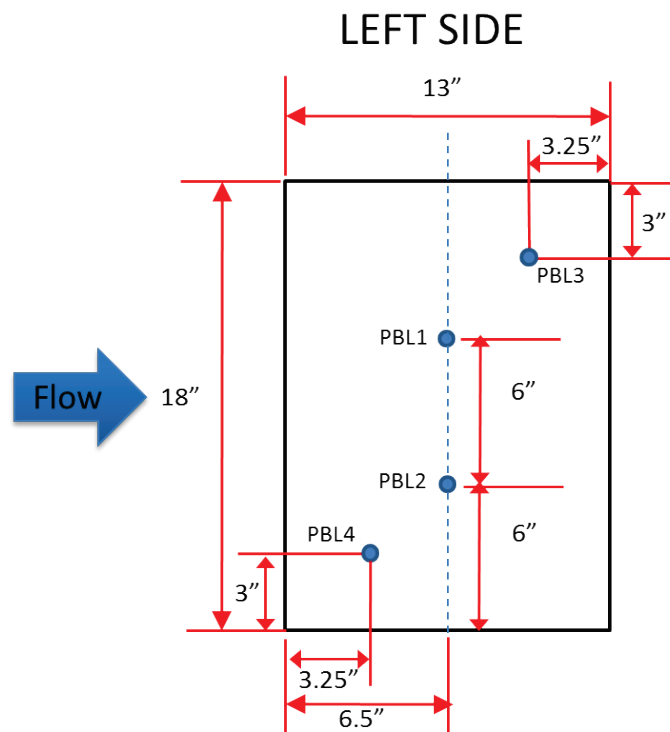 LEFT SIDE
13”
3.25”
3”
PBL3
PBL1
Flow
18”
6”
PBL2
6”
PBL4
3”
3.25”
6.5”